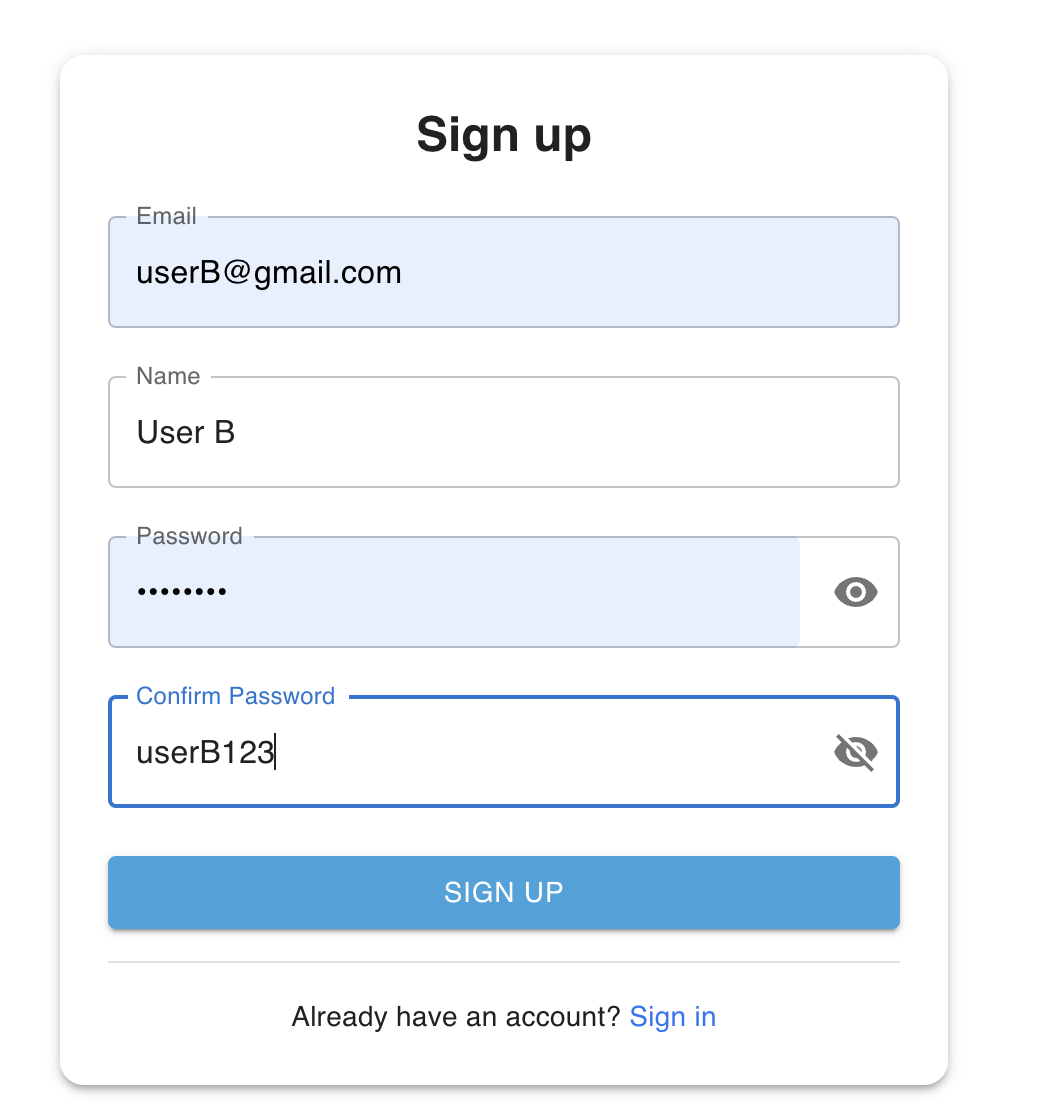 Sign up
Email
userB@gmail.com
Name
User B
Password
••••••••
Confirm Password
userB123
SIGN UP
Already have an account? Sign in